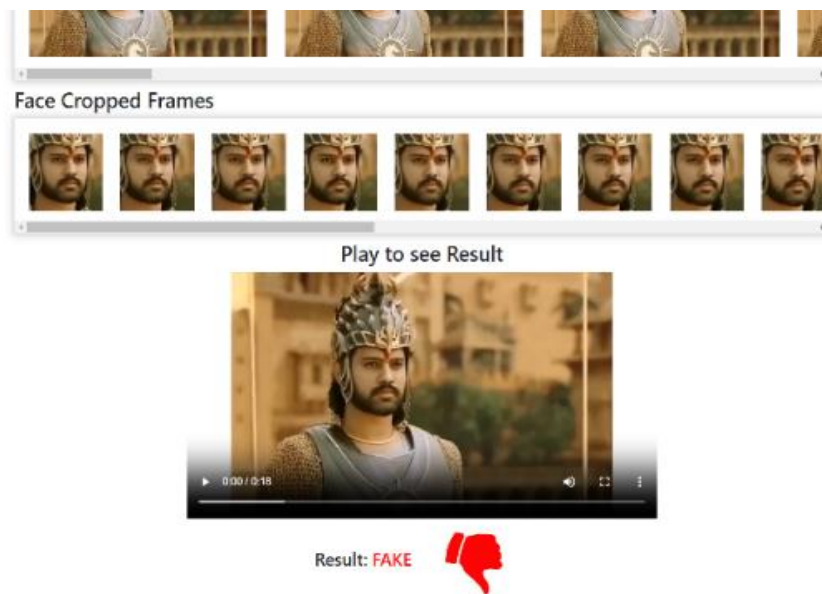 Face Cropped Frames
Play to see Result
0:00 / 0:18
Result: FAKE